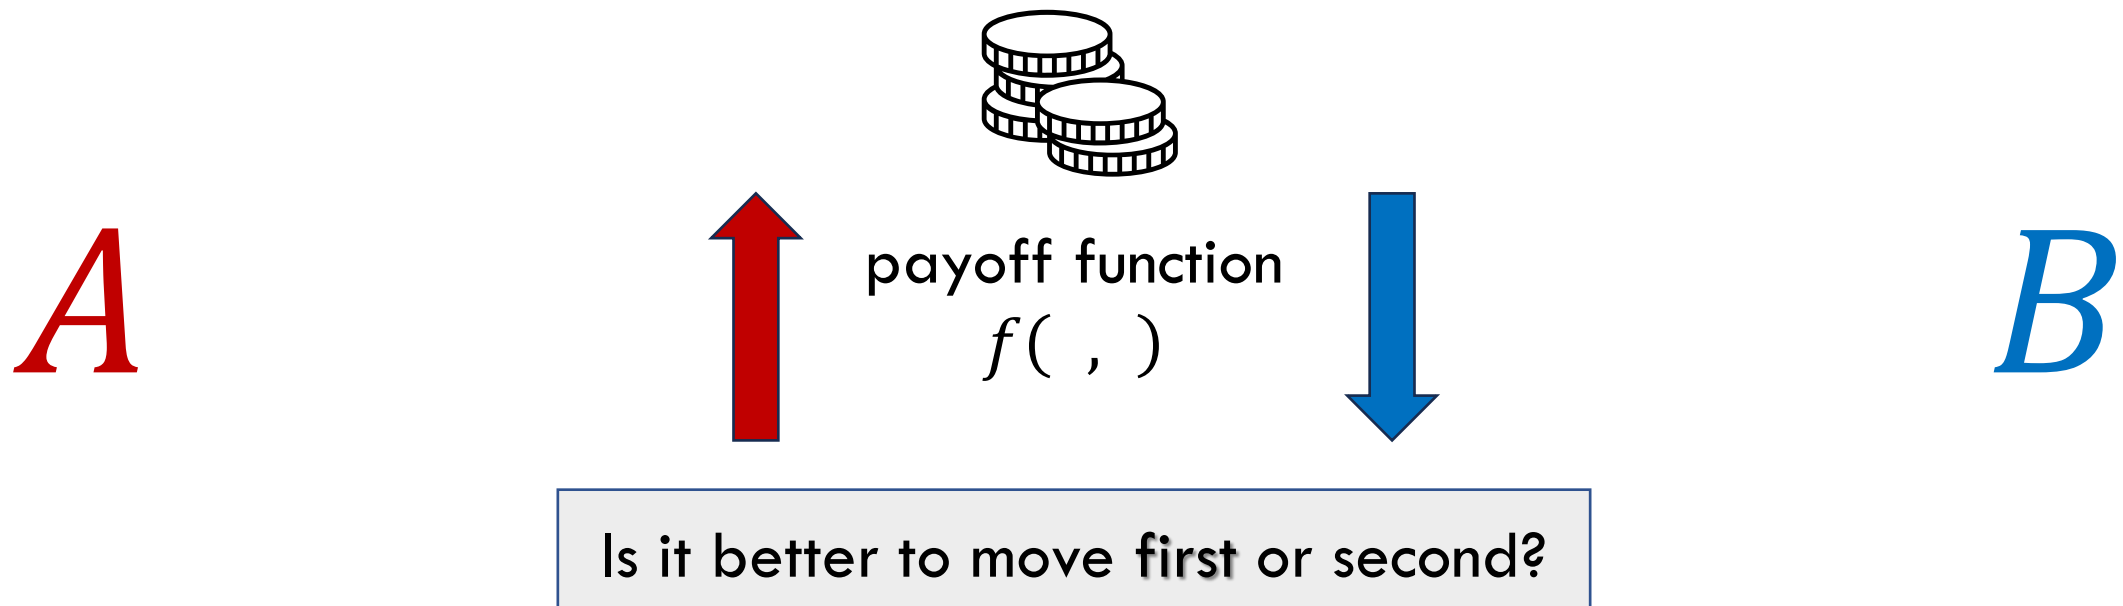 A
payoff function
f( , )
B
Is it better to move first or second?